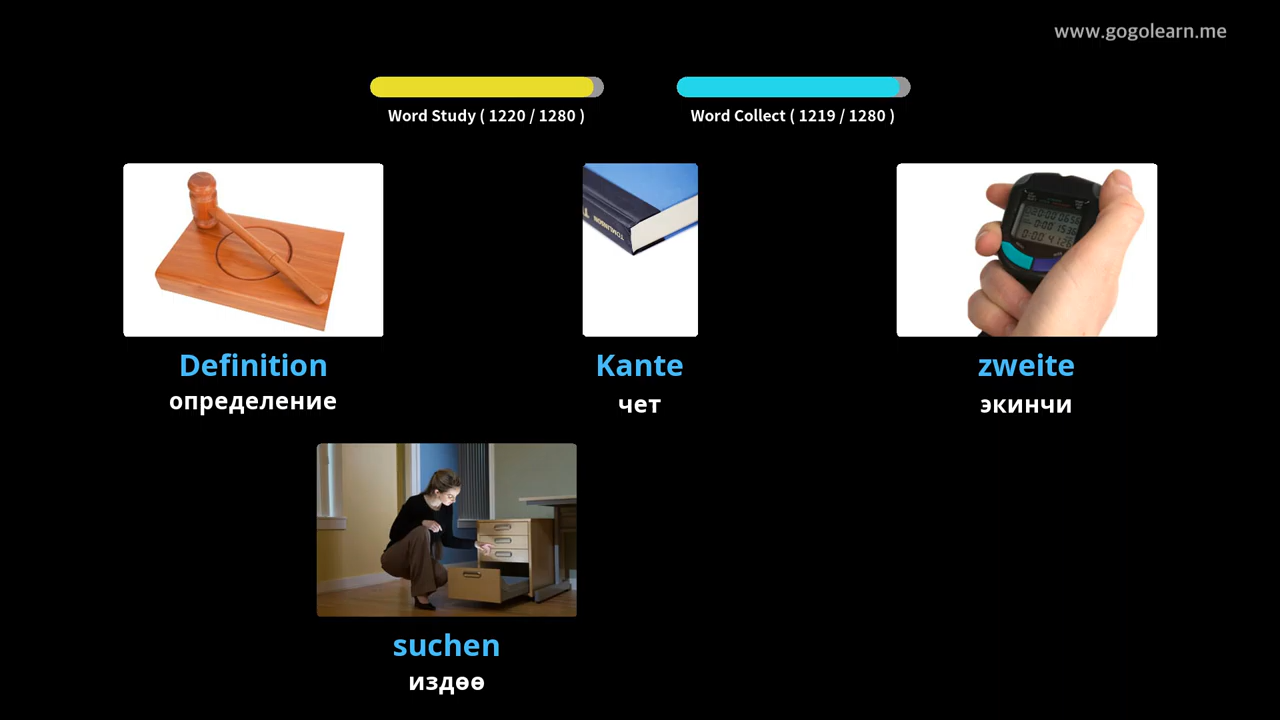 www.gogolearn.me
Word Study ( 1220 / 1280 )
Word Collect ( 1219 / 1280 )
TOMLINSON
Definition
Kante
zweite
определение
чет
экинчи
suchen
издөө